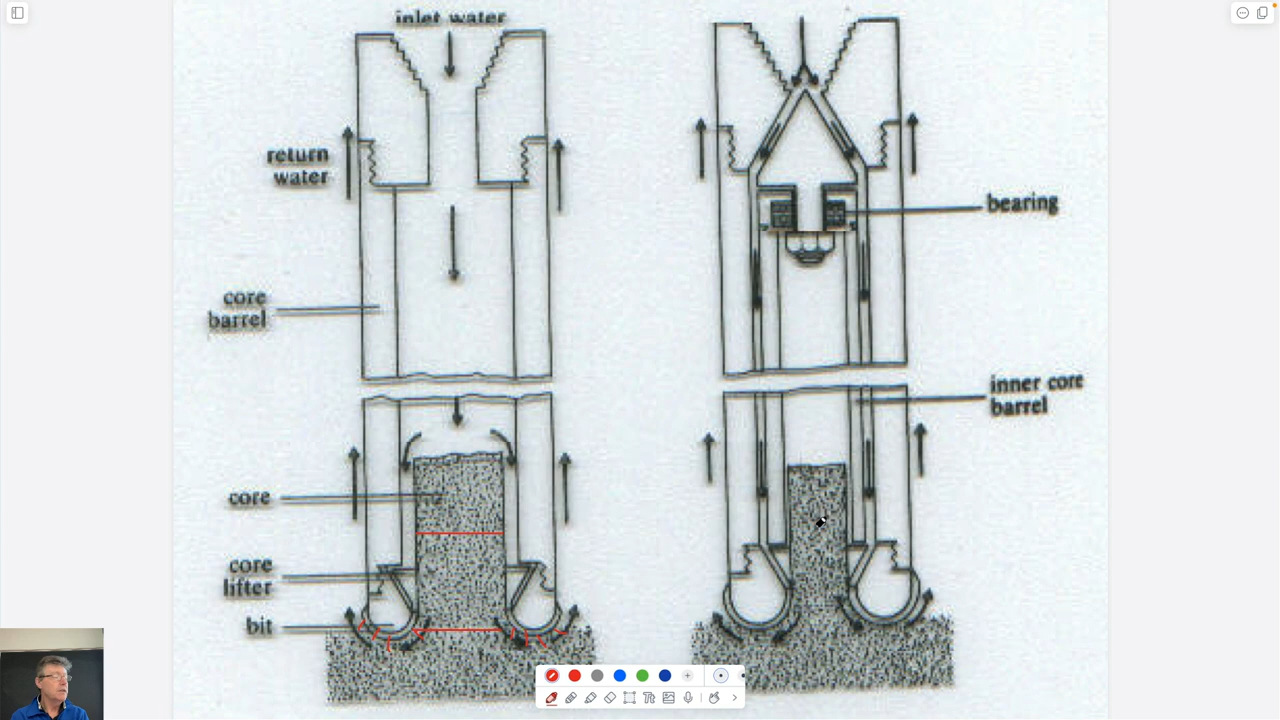 inlet water
return
water
bearing
core
barrel
inner core
barrel
core
core
lifter
bit